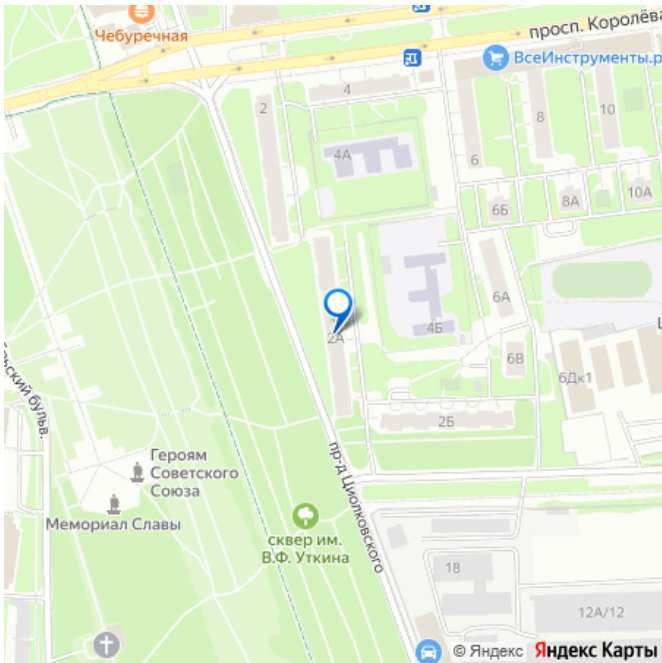 Чебуречная
просп. Королёва
ВсеИнструменты.р
2
4
4А
6
8
10
6Б
8А
10А
2А
4Б
6А
6В
6Дк1
2Б
Героям
Советского
Союза
Мемориал Славы
пр-д Циолковского
сквер им.
В.Ф. Уткина
18
12А/12
© Яндекс Яндекс Карты